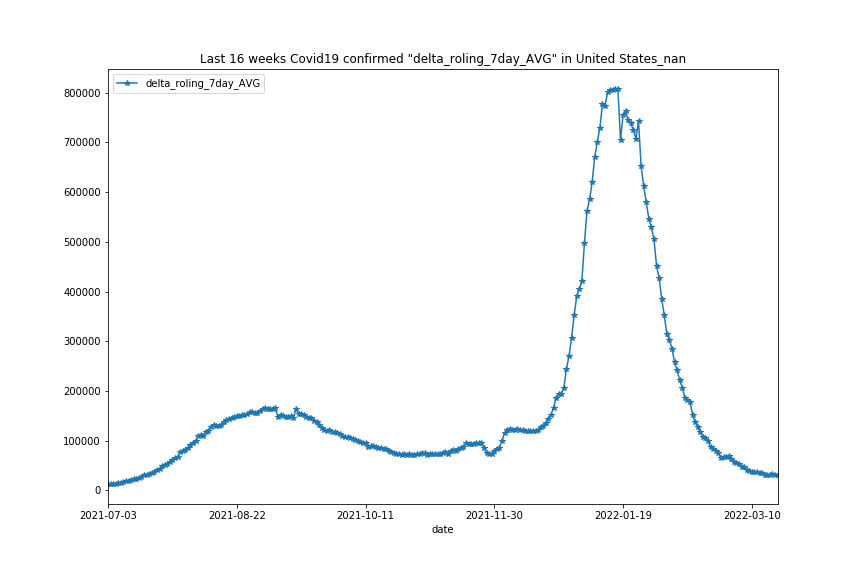 Last 16 weeks Covid19 confirmed "delta_roling_7day_AVG" in United States_nan
delta_roling_7day_AVG
800000
700000
600000
500000
400000
300000
200000
100000
0
2021-07-03 2021-08-22 2021-10-11 2021-11-30 2022-01-19 2022-03-10
date